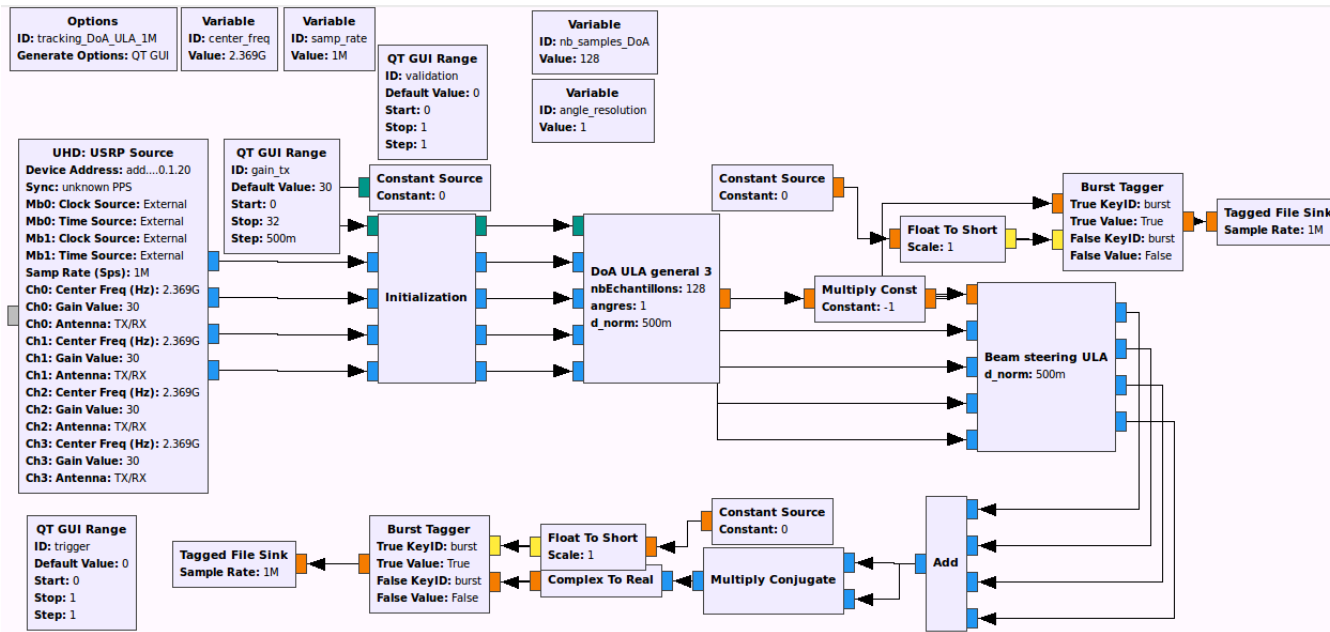 Options
ID: tracking_DoA_ULA_1M
Generate Options: QT GUI
Variable
ID: center_freq
Value: 2.369G
Variable
ID: samp_rate
Value: 1M
QT GUI Range
ID: validation
Default Value: 0
Start: 0
Stop: 1
Step: 1
Variable
ID: nb_samples_DoA
Value: 128
Variable
ID: angle_resolution
Value: 1
UHD: USRP Source
Device Address: add....0.1.20
Sync: unknown PPS
Mb0: Clock Source: External
Mb0: Time Source: External
Mb1: Clock Source: External
Mb1: Time Source: External
Samp Rate (Sps): 1M
Ch0: Center Freq (Hz): 2.369G
Ch0: Gain Value: 30
Ch0: Antenna: TX/RX
Ch1: Center Freq (Hz): 2.369G
Ch1: Gain Value: 30
Ch1: Antenna: TX/RX
Ch2: Center Freq (Hz): 2.369G
Ch2: Gain Value: 30
Ch2: Antenna: TX/RX
Ch3: Center Freq (Hz): 2.369G
Ch3: Gain Value: 30
Ch3: Antenna: TX/RX
QT GUI Range
ID: gain_tx
Default Value: 30
Start: 0
Stop: 32
Step: 500m
Constant Source
Constant: 0
Initialization
DoA ULA general 3
nbEchantillons: 128
angres: 1
d_norm: 500m
Constant Source
Constant: 0
Float To Short
Scale: 1
Multiply Const
Constant: -1
Burst Tagger
True KeyID: burst
True Value: True
False KeyID: burst
False Value: False
Tagged File Sink
Sample Rate: 1M
Beam steering ULA
d_norm: 500m
QT GUI Range
ID: trigger
Default Value: 0
Start: 0
Stop: 1
Step: 1
Tagged File Sink
Sample Rate: 1M
Burst Tagger
True KeyID: burst
True Value: True
False KeyID: burst
False Value: False
Float To Short
Scale: 1
Complex To Real
Constant Source
Constant: 0
Multiply Conjugate
Add